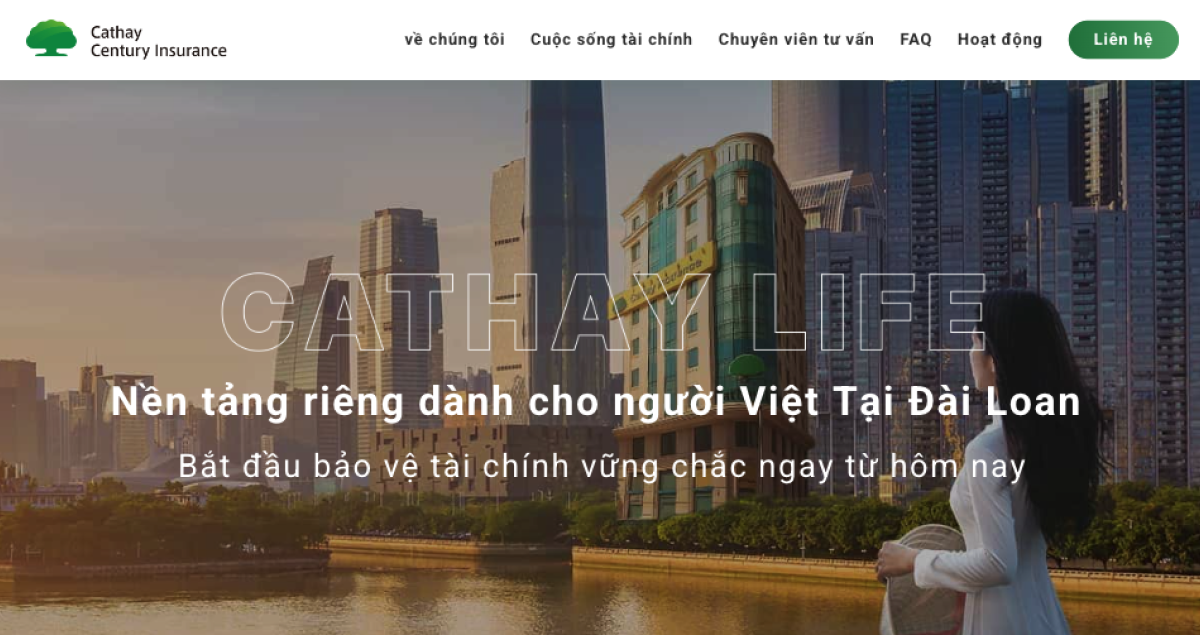 Cathay
Century Insurance
về chúng tôi
Cuộc sống tài chính
Chuyên viên tư vấn
FAQ
Hoạt động
Liên hệ
CATHAY LIFE
Nền tảng riêng dành cho người Việt Tại Đài Loan
Bắt đầu bảo vệ tài chính vững chắc ngay từ hôm nay